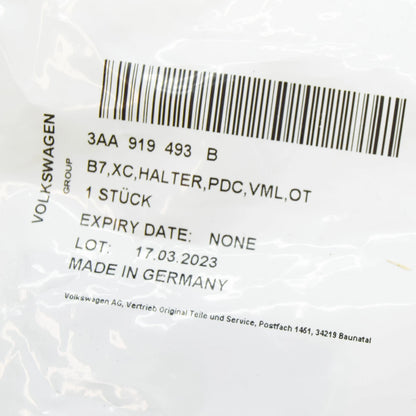 VOLKSWAGEN
GROUP
3AA 919 493 B
B7,XC,HALTER,PDC,VML,OT
1 STÜCK
EXPIRY DATE: NONE
LOT: 17.03.2023
MADE IN GERMANY
Volkswagen AG, Vertrieb Original Teile und Service, Postfach 1451, 34219 Baunatal